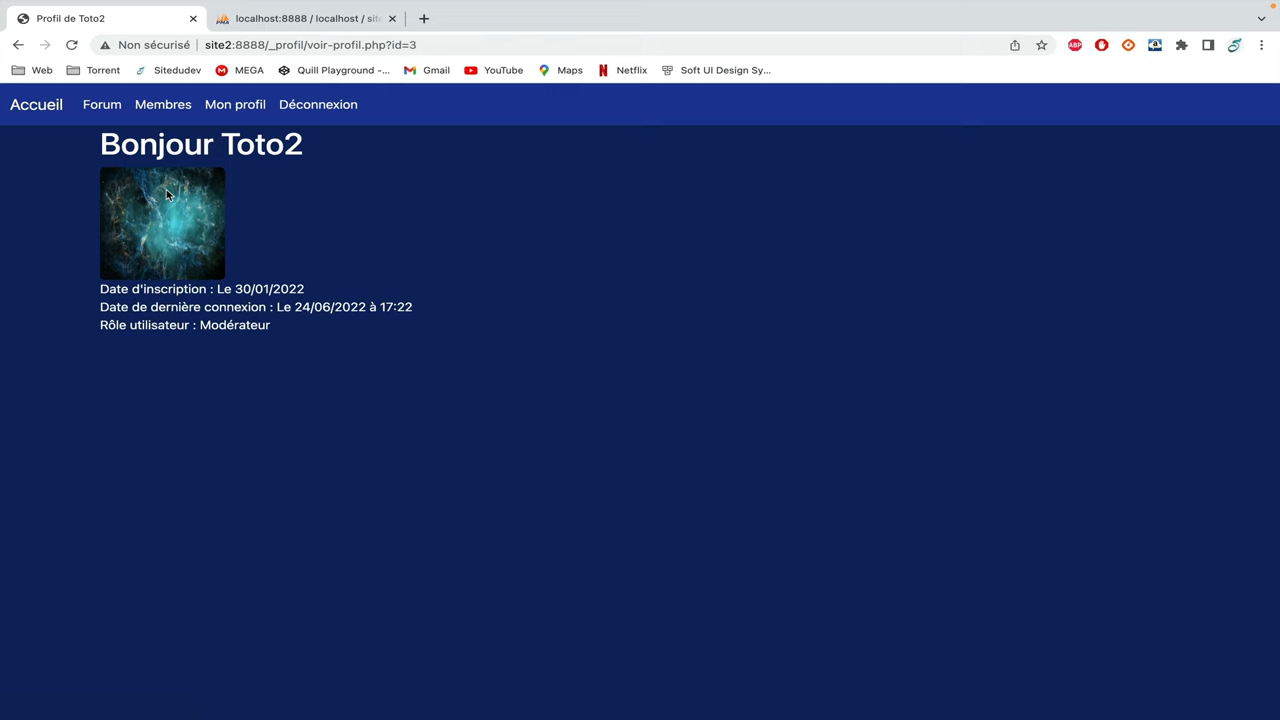 Profil de Toto2
localhost:8888 / localhost / site
Non sécurisé site2:8888/_profil/voir-profil.php?id=3
ABP
Web Torrent Sitedudev MEGA Quill Playground -... Gmail YouTube Maps Netflix Soft UI Design Sy...
Accueil Forum Membres Mon profil Déconnexion
Bonjour Toto2
Date d'inscription : Le 30/01/2022
Date de dernière connexion : Le 24/06/2022 à 17:22
Rôle utilisateur : Modérateur